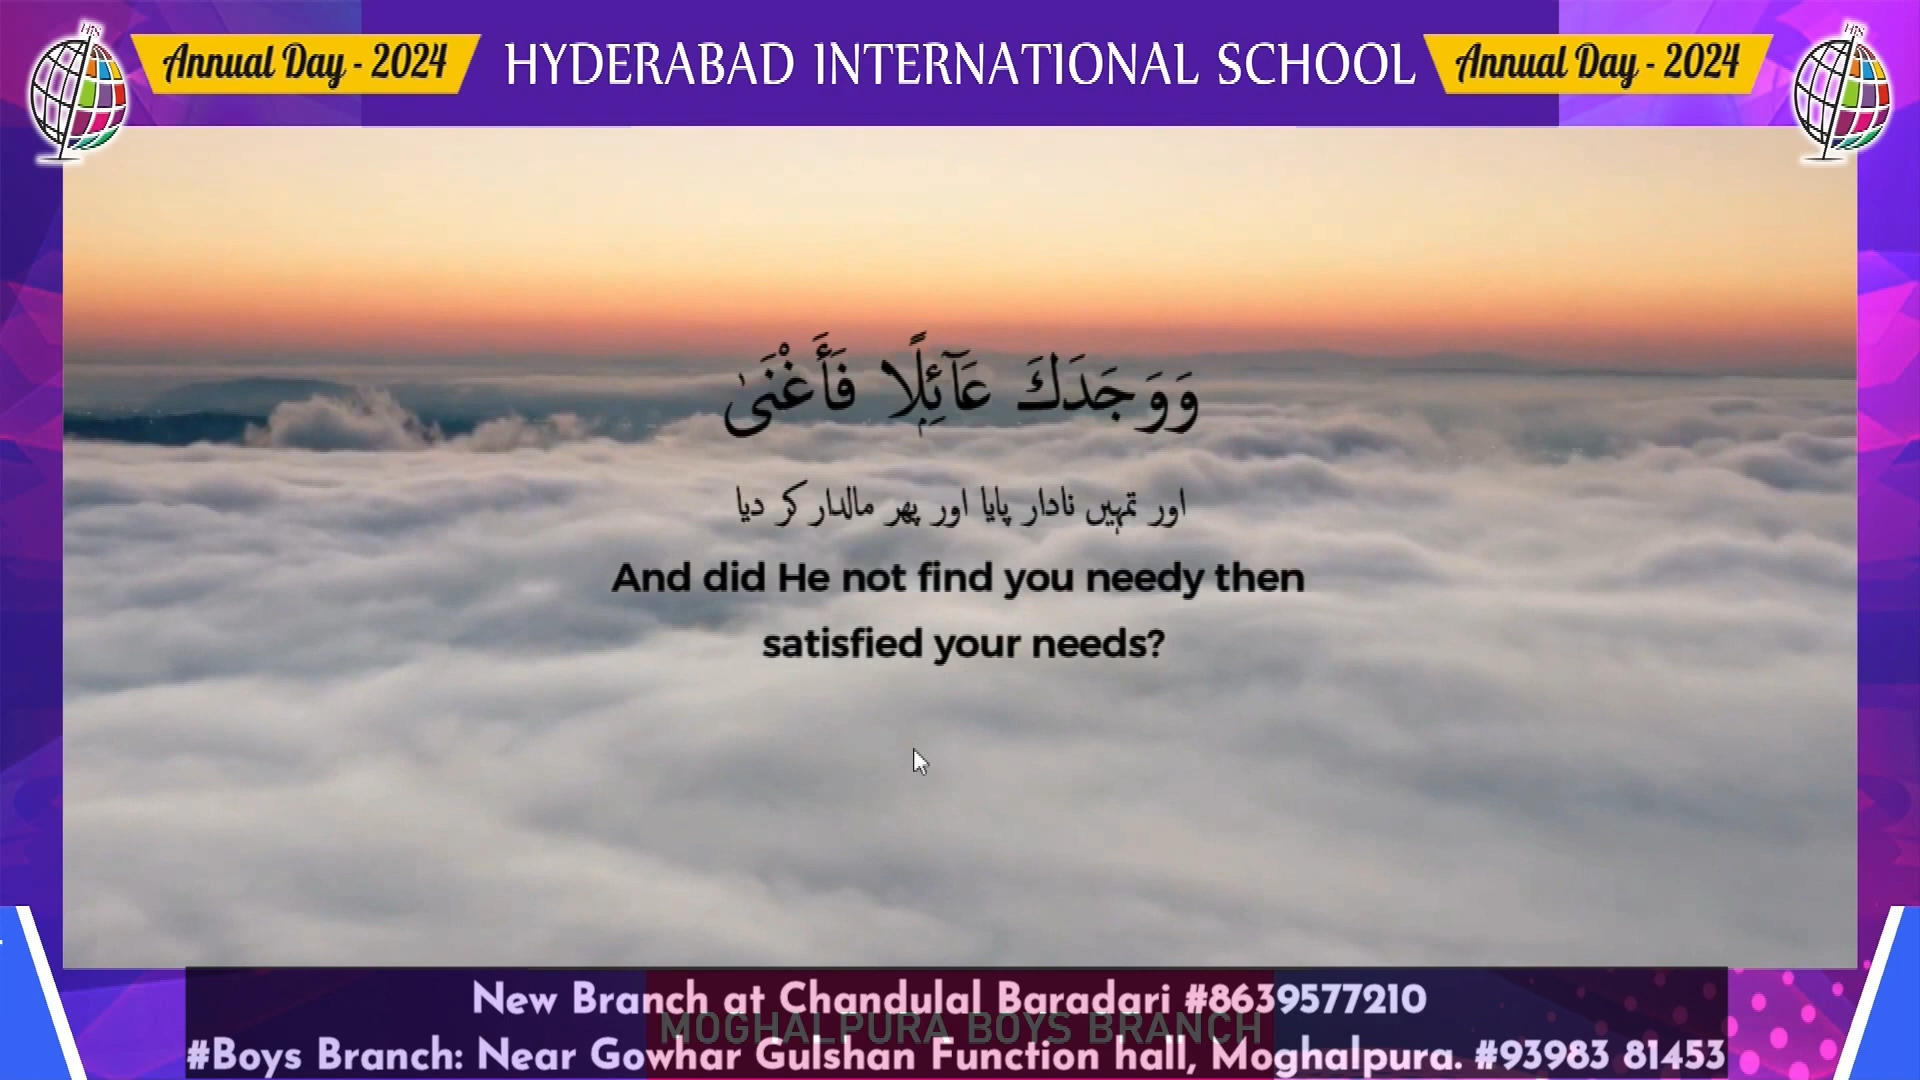 HIS
Annual Day - 2024
HYDERABAD INTERNATIONAL SCHOOL
Annual Day - 2024
HIS
وَوَجَدَكَ عَآئِلًا فَأَغْنَىٰ
اور تمہیں نادار پایا اور پھر مالدار کر دیا
And did He not find you needy then
satisfied your needs?
New Branch at Chandulal Baradari #8639577210
MOGHALPURA BOYS BRANCH
#Boys Branch: Near Gowhar Gulshan Function hall, Moghalpura. #93983 81453